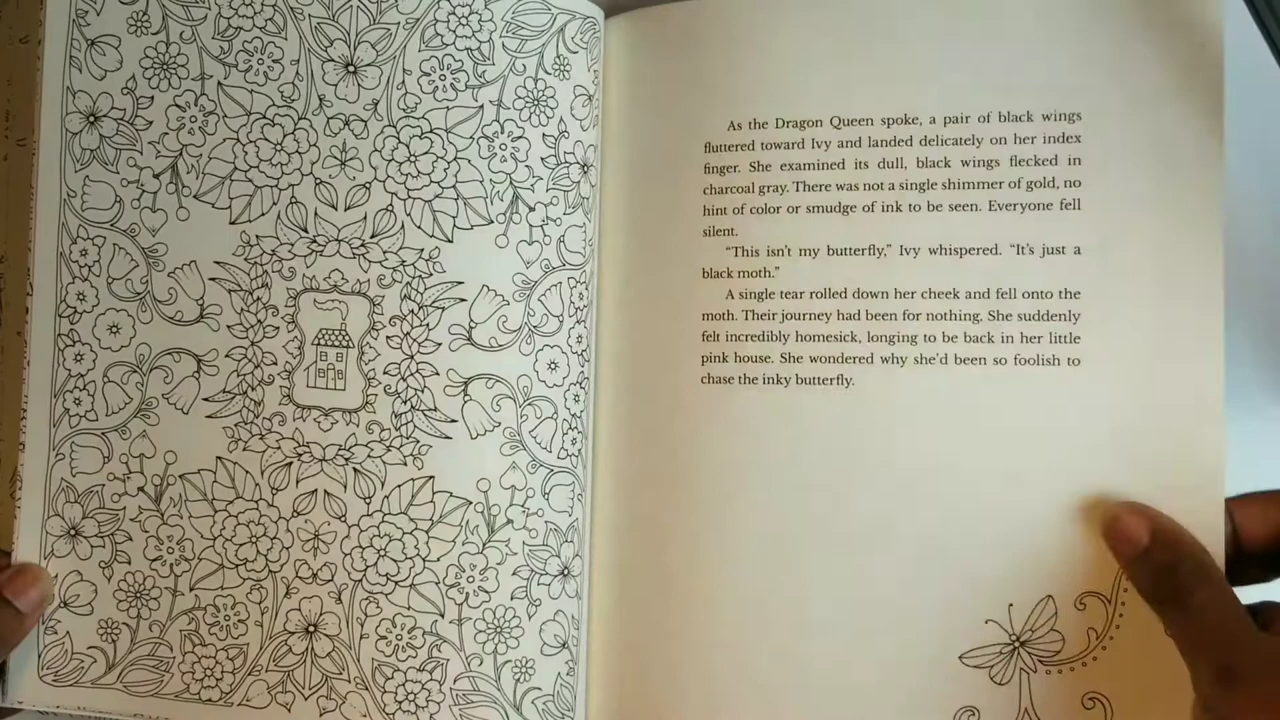 As the Dragon Queen spoke, a pair of black wings
fluttered toward Ivy and landed delicately on her index
finger. She examined its dull, black wings flecked in
charcoal gray. There was not a single shimmer of gold, no
hint of color or smudge of ink to be seen. Everyone fell
silent.
“This isn’t my butterfly,” Ivy whispered. “It’s just a
black moth.”
A single tear rolled down her cheek and fell onto the
moth. Their journey had been for nothing. She suddenly
felt incredibly homesick, longing to be back in her little
pink house. She wondered why she’d been so foolish to
chase the inky butterfly.